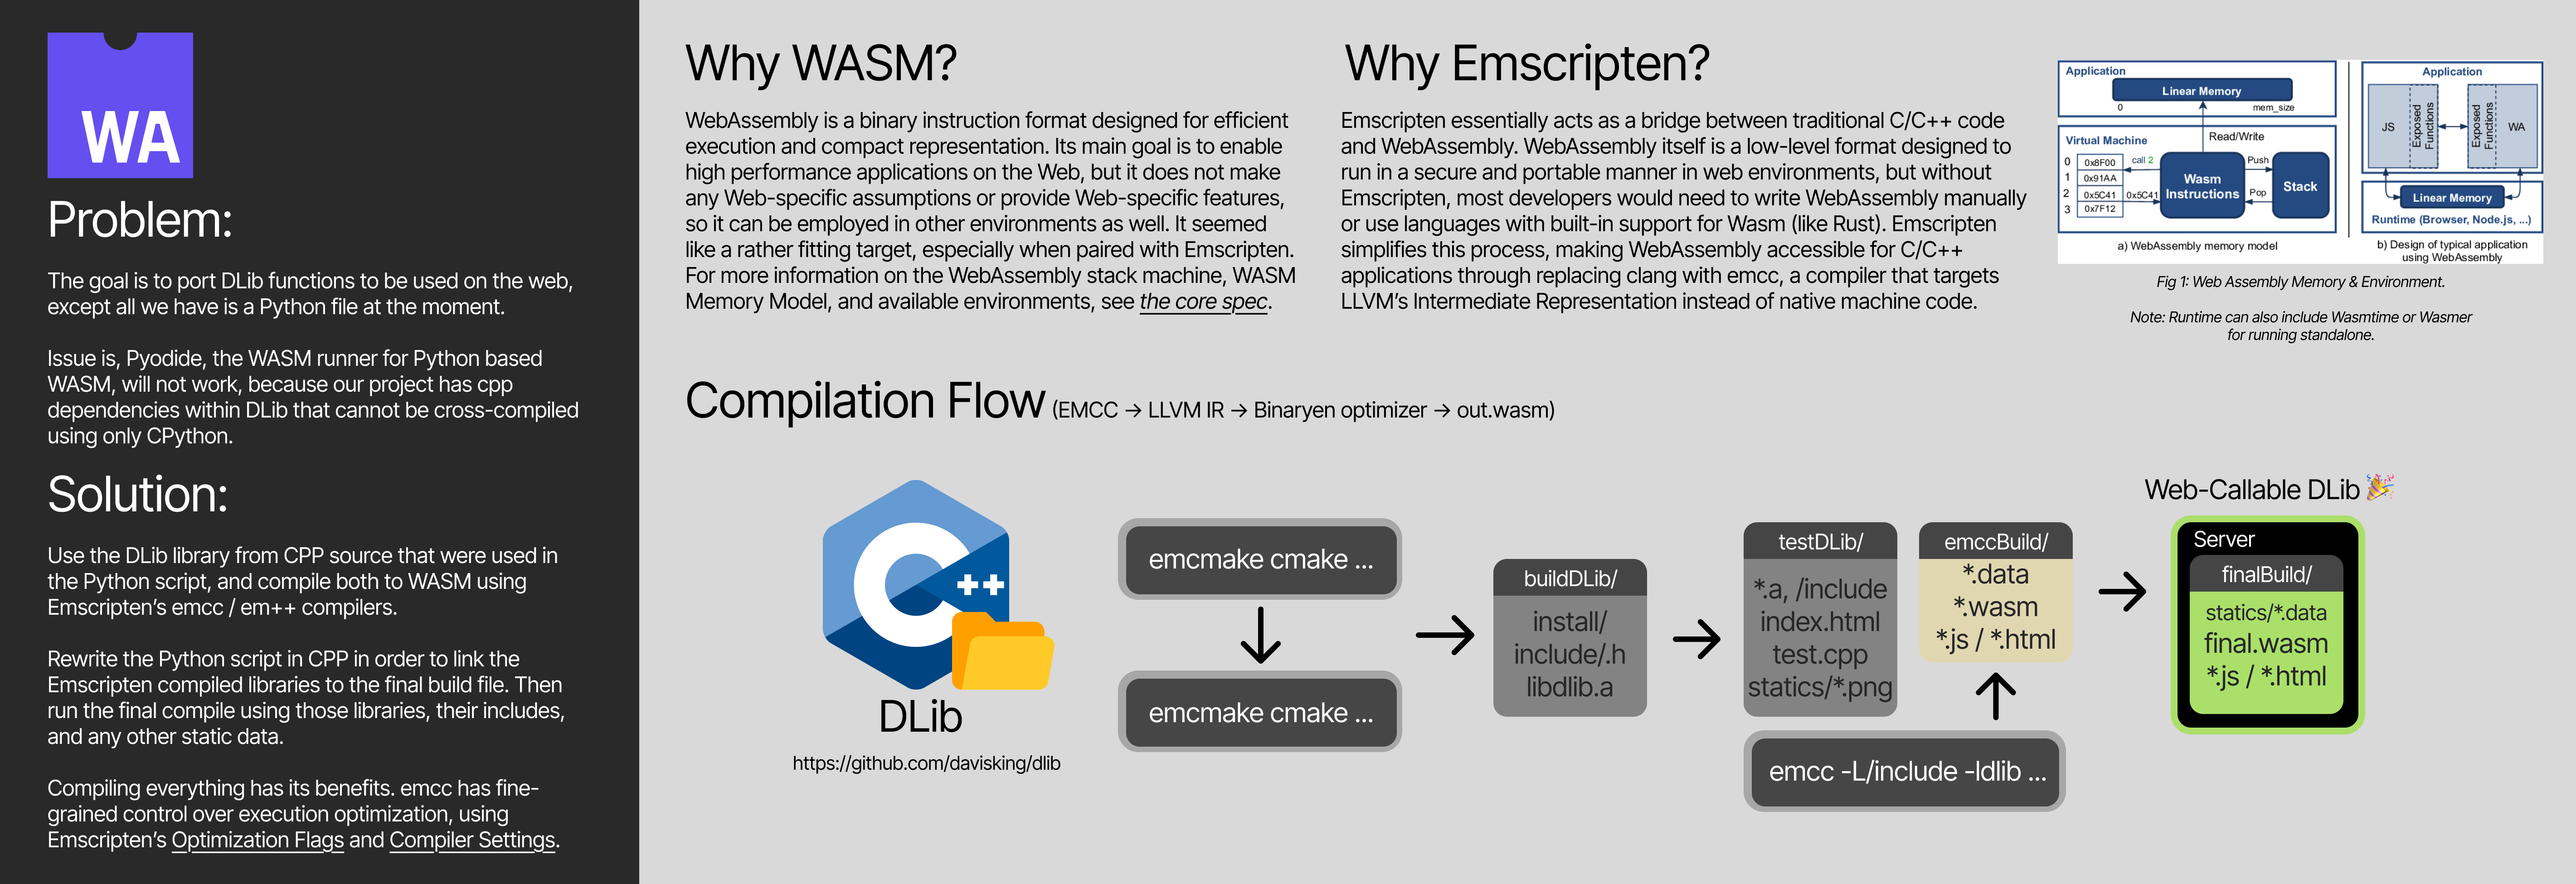 WA
Problem:
The goal is to port DLib functions to be used on the web,
except all we have is a Python file at the moment.
Issue is, Pyodide, the WASM runner for Python based
WASM, will not work, because our project has cpp
dependencies within DLib that cannot be cross-compiled
using only CPython.
Solution:
Use the DLib library from CPP source that were used in
the Python script, and compile both to WASM using
Emscripten's emcc / em++ compilers.
Rewrite the Python script in CPP in order to link the
Emscripten compiled libraries to the final build file. Then
run the final compile using those libraries, their includes,
and any other static data.
Compiling everything has its benefits. emcc has fine-
grained control over execution optimization, using
Emscripten's Optimization Flags and Compiler Settings.
Why WASM?
WebAssembly is a binary instruction format designed for efficient
execution and compact representation. Its main goal is to enable
high performance applications on the Web, but it does not make
any Web-specific assumptions or provide Web-specific features,
so it can be employed in other environments as well. It seemed
like a rather fitting target, especially when paired with Emscripten.
For more information on the WebAssembly stack machine, WASM
Memory Model, and available environments, see the core spec.
Why Emscripten?
Emscripten essentially acts as a bridge between traditional C/C++ code
and WebAssembly. WebAssembly itself is a low-level format designed to
run in a secure and portable manner in web environments, but without
Emscripten, most developers would need to write WebAssembly manually
or use languages with built-in support for Wasm (like Rust). Emscripten
simplifies this process, making WebAssembly accessible for C/C++
applications through replacing clang with emcc, a compiler that targets
LLVM's Intermediate Representation instead of native machine code.
Application
Linear Memory
0 mem_size
Read/Write
Virtual Machine
0 0x8F00
1 0x91AA
2 0x5C41
3 0x7F12
call 2
0x5C41
Wasm
Instructions
Push
Pop
Stack
a) WebAssembly memory model
Application
JS
Exposed
Functions
Exposed
Functions
WA
Linear Memory
Runtime (Browser, Node.js, ...)
b) Design of typical application
using WebAssembly
Fig 1: Web Assembly Memory & Environment.
Note: Runtime can also include Wasmtime or Wasmer
for running standalone.
Compilation Flow (EMCC → LLVM IR → Binaryen optimizer → out.wasm)
C++
DLib
https://github.com/davisking/dlib
emcmake cmake ...
emcmake cmake ...
buildDLib/
install/
include/.h
libdlib.a
testDLib/
*.a, /include
index.html
test.cpp
statics/*.png
emccBuild/
*.data
*.wasm
*.js / *.html
emcc -L/include -ldlib ...
Web-Callable DLib 🎉
Server
finalBuild/
statics/*.data
final.wasm
*.js / *.html